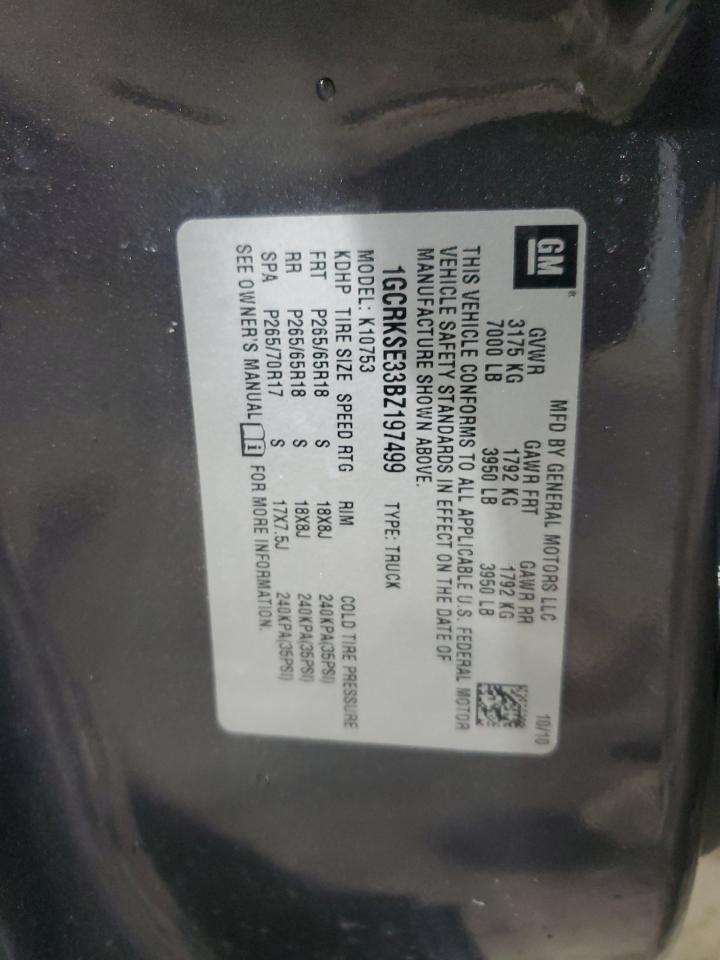 GM®
MFD BY GENERAL MOTORS LLC 10/10
GVWR GAWR FRT GAWR RR
3175 KG 1792 KG 1792 KG
7000 LB 3950 LB 3950 LB
THIS VEHICLE CONFORMS TO ALL APPLICABLE U.S. FEDERAL MOTOR
VEHICLE SAFETY STANDARDS IN EFFECT ON THE DATE OF
MANUFACTURE SHOWN ABOVE.
1GCRKSE33BZ197499 TYPE: TRUCK
MODEL: K10753
KDHP TIRE SIZE SPEED RTG RIM COLD TIRE PRESSURE
FRT P265/65R18 S 18X8J 240KPA(35PSI)
RR P265/65R18 S 18X8J 240KPA(35PSI)
SPA P265/70R17 S 17X7.5J 240KPA(35PSI)
SEE OWNER'S MANUAL i FOR MORE INFORMATION.